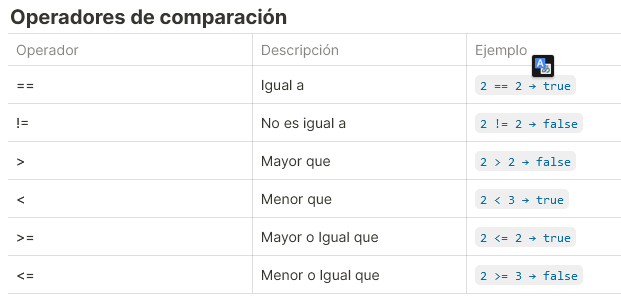 Operadores de comparación
Operador Descripción Ejemplo
== Igual a 2 == 2 → true
!= No es igual a 2 != 2 → false
> Mayor que 2 > 2 → false
< Menor que 2 < 3 → true
>= Mayor o Igual que 2 <= 2 → true
<= Menor o Igual que 2 >= 3 → false